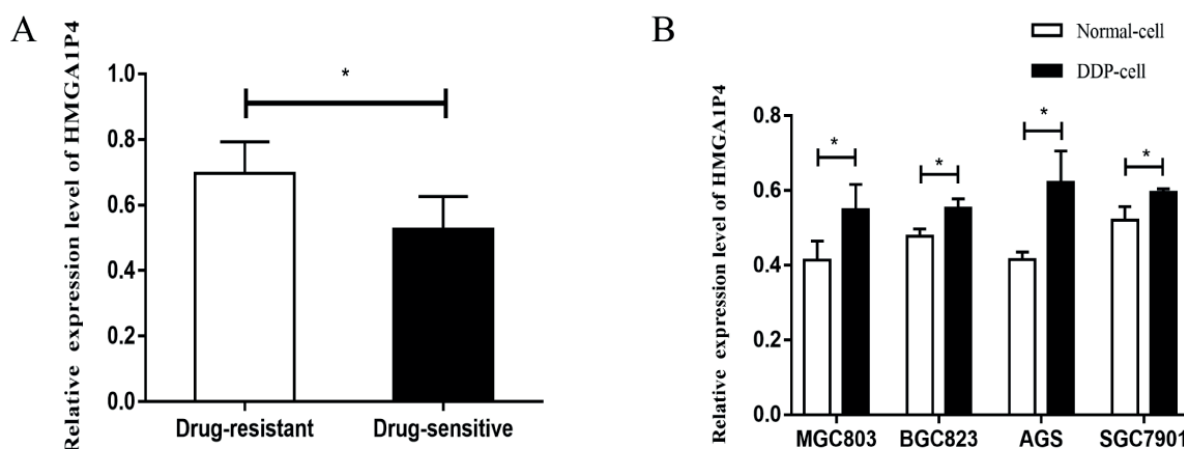 A
Relative expression level of HMGA1P4
1.0
0.8
0.6
0.4
0.2
0.0
*
Drug-resistant
Drug-sensitive
B
Normal-cell
DDP-cell
Relative expression level of HMGA1P4
0.8
0.6
0.4
0.2
0.0
*
*
*
*
MGC803
BGC823
AGS
SGC7901